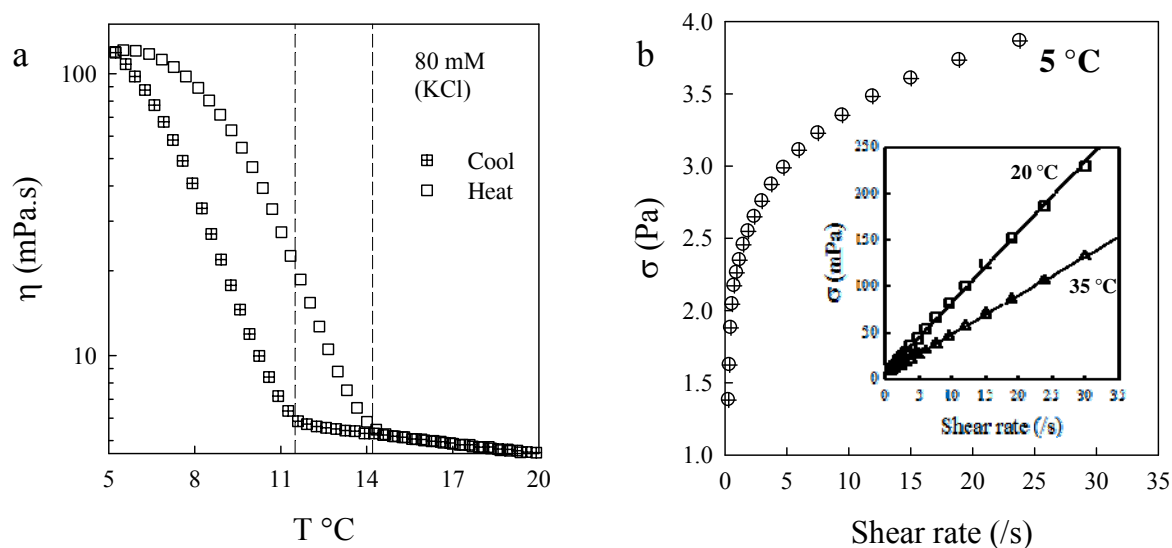 a
100
10
η (mPa.s)
80 mM
(KCl)
Cool
Heat
5
8
11
14
17
20
T °C
b
5 °C
4.0
3.5
3.0
2.5
2.0
1.5
1.0
σ (Pa)
0
5
10
15
20
25
30
35
Shear rate (/s)
250
200
150
100
50
0
σ (mPa)
20 °C
35 °C
0
5
10
15
20
25
30
35
Shear rate (/s)